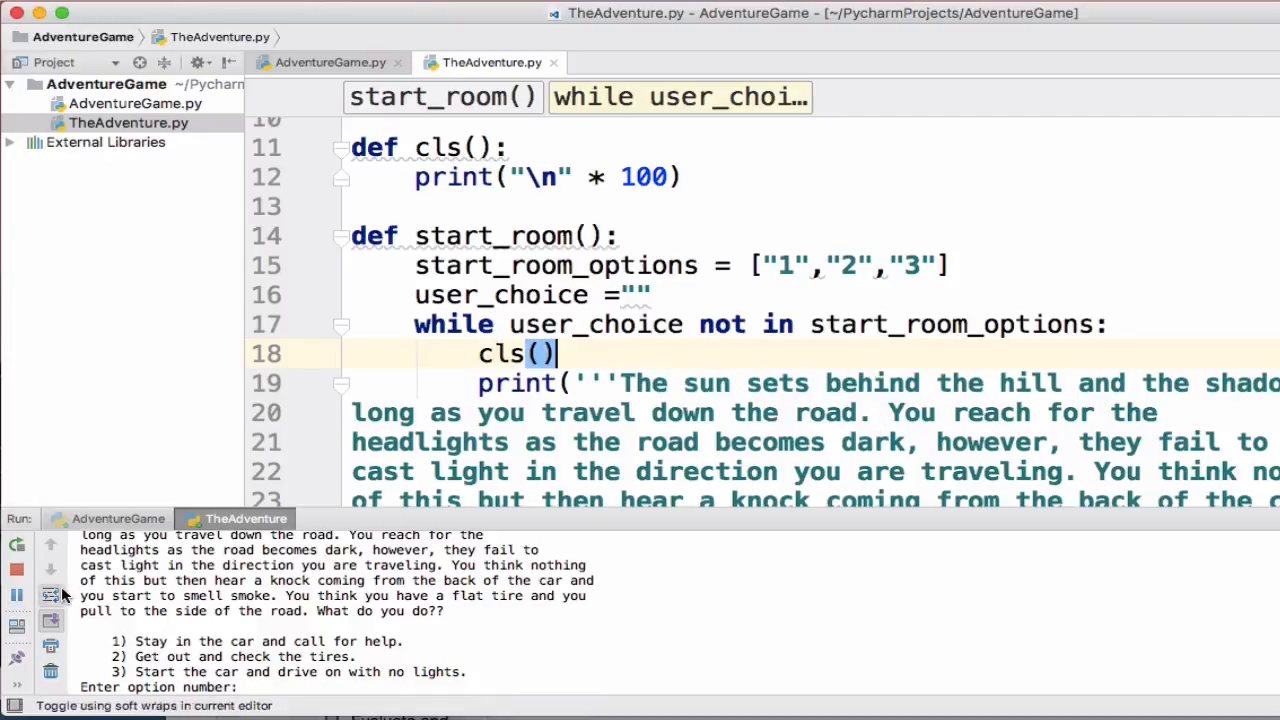 TheAdventure.py - AdventureGame - [~/PycharmProjects/AdventureGame]
AdventureGame TheAdventure.py
Project AdventureGame.py TheAdventure.py
AdventureGame ~/Pycharm
AdventureGame.py
TheAdventure.py
External Libraries
start_room() while user_choi...
10
11 def cls():
12 print("\n" * 100)
13
14 def start_room():
15 start_room_options = ["1","2","3"]
16 user_choice =""
17 while user_choice not in start_room_options:
18 cls()
19 print('''The sun sets behind the hill and the shado
20 long as you travel down the road. You reach for the
21 headlights as the road becomes dark, however, they fail to
22 cast light in the direction you are traveling. You think no
23 of this but then hear a knock coming from the back of the c
Run: AdventureGame TheAdventure
long as you travel down the road. You reach for the
headlights as the road becomes dark, however, they fail to
cast light in the direction you are traveling. You think nothing
of this but then hear a knock coming from the back of the car and
you start to smell smoke. You think you have a flat tire and you
pull to the side of the road. What do you do??
1) Stay in the car and call for help.
2) Get out and check the tires.
3) Start the car and drive on with no lights.
Enter option number:
Toggle using soft wraps in current editor